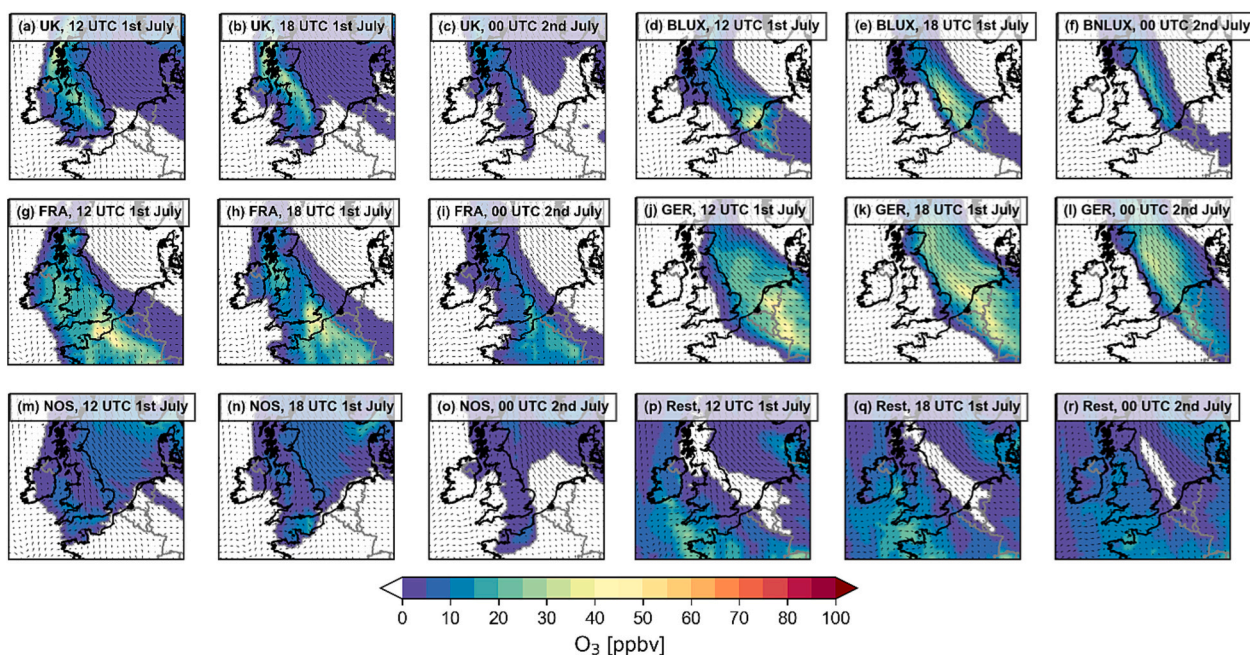 (a) UK, 12 UTC 1st July
(b) UK, 18 UTC 1st July
(c) UK, 00 UTC 2nd July
(d) BLUX, 12 UTC 1st July
(e) BLUX, 18 UTC 1st July
(f) BNLUX, 00 UTC 2nd July
(g) FRA, 12 UTC 1st July
(h) FRA, 18 UTC 1st July
(i) FRA, 00 UTC 2nd July
(j) GER, 12 UTC 1st July
(k) GER, 18 UTC 1st July
(l) GER, 00 UTC 2nd July
(m) NOS, 12 UTC 1st July
(n) NOS, 18 UTC 1st July
(o) NOS, 00 UTC 2nd July
(p) Rest, 12 UTC 1st July
(q) Rest, 18 UTC 1st July
(r) Rest, 00 UTC 2nd July
0 10 20 30 40 50 60 70 80 90 100
O₃ [ppbv]